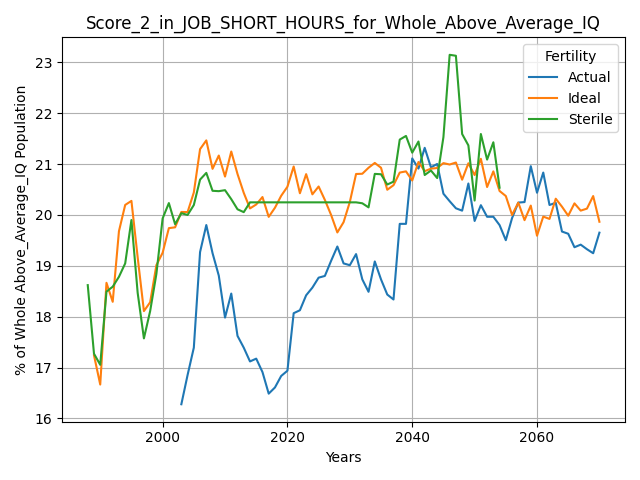 Score_2_in_JOB_SHORT_HOURS_for_Whole_Above_Average_IQ
% of Whole Above_Average_IQ Population
23
22
21
20
19
18
17
16
Fertility
Actual
Ideal
Sterile
2000
2020
2040
2060
Years